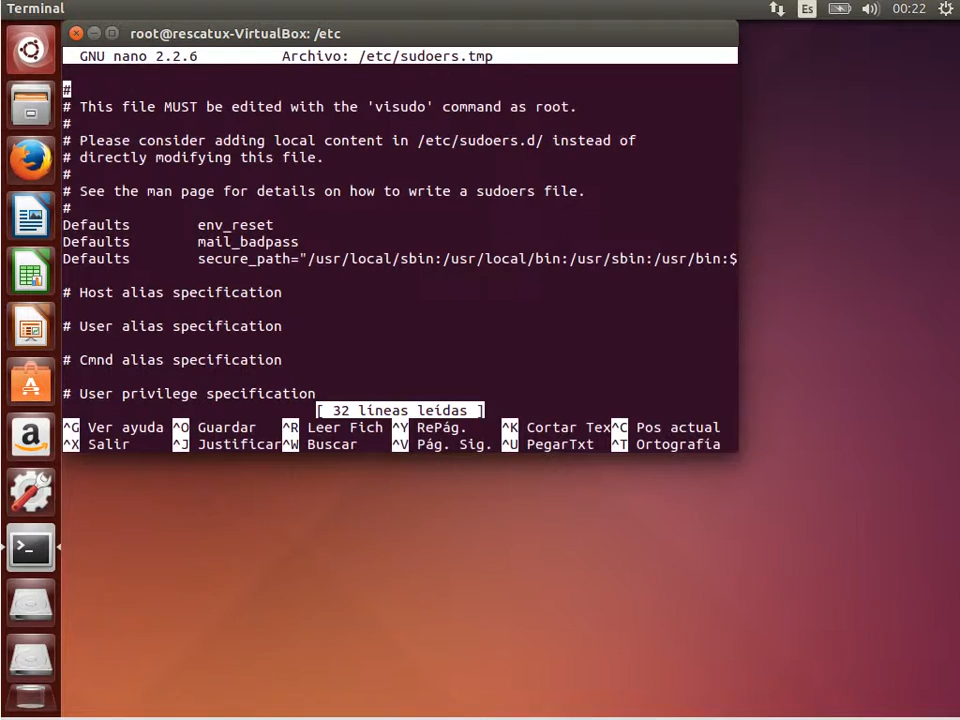 Terminal
Es
00:22
root@rescatux-VirtualBox: /etc
GNU nano 2.2.6 Archivo: /etc/sudoers.tmp
#
# This file MUST be edited with the 'visudo' command as root.
#
# Please consider adding local content in /etc/sudoers.d/ instead of
# directly modifying this file.
#
# See the man page for details on how to write a sudoers file.
#
Defaults env_reset
Defaults mail_badpass
Defaults secure_path="/usr/local/sbin:/usr/local/bin:/usr/sbin:/usr/bin:$
# Host alias specification
# User alias specification
# Cmnd alias specification
# User privilege specification
[ 32 líneas leídas ]
^G Ver ayuda ^O Guardar ^R Leer Fich ^Y RePág. ^K Cortar Tex ^C Pos actual
^X Salir ^J Justificar ^W Buscar ^V Pág. Sig. ^U PegarTxt ^T Ortografía